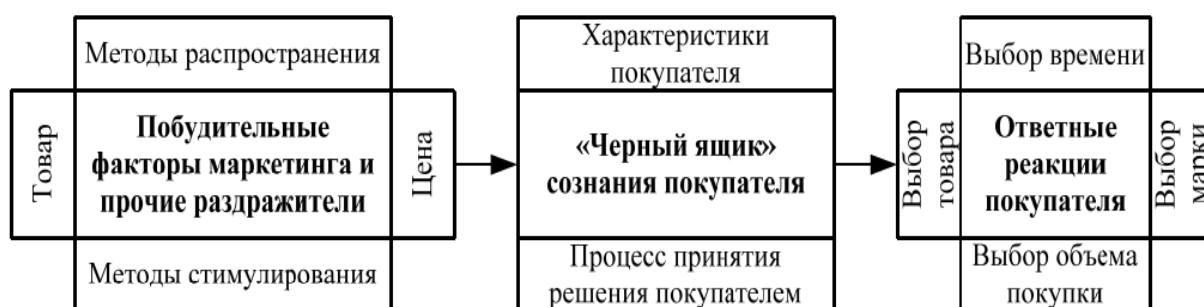 Методы распространения
Товар
Побудительные
факторы маркетинга и
прочие раздражители
Цена
Методы стимулирования
Характеристики
покупателя
«Черный ящик»
сознания покупателя
Процесс принятия
решения покупателем
Выбор времени
Выбор
товара
Ответные
реакции
покупателя
Выбор
марки
Выбор объема
покупки